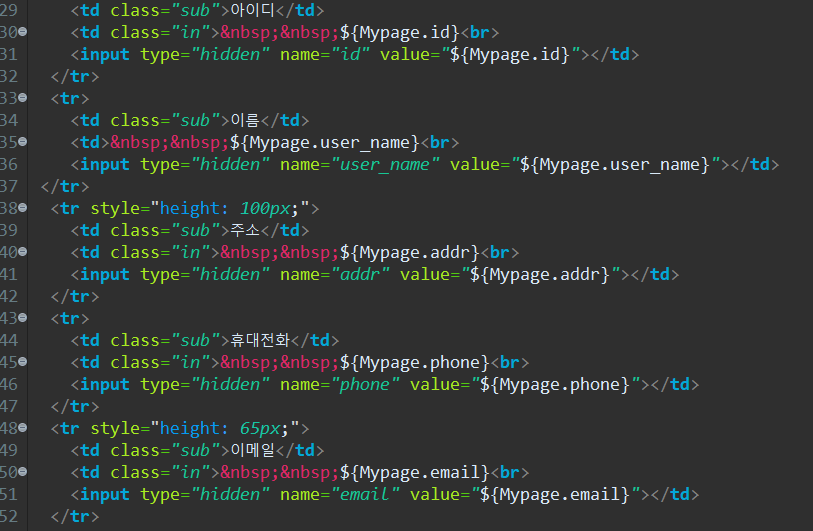 29 <td class="sub">아이디</td>
30 <td class="in">&nbsp;&nbsp;${Mypage.id}<br>
31 <input type="hidden" name="id" value="${Mypage.id}"></td>
32 </tr>
33 <tr>
34 <td class="sub">이름</td>
35 <td>&nbsp;&nbsp;${Mypage.user_name}<br>
36 <input type="hidden" name="user_name" value="${Mypage.user_name}"></td>
37 </tr>
38 <tr style="height: 100px;">
39 <td class="sub">주소</td>
40 <td class="in">&nbsp;&nbsp;${Mypage.addr}<br>
41 <input type="hidden" name="addr" value="${Mypage.addr}"></td>
42 </tr>
43 <tr>
44 <td class="sub">휴대전화</td>
45 <td class="in">&nbsp;&nbsp;${Mypage.phone}<br>
46 <input type="hidden" name="phone" value="${Mypage.phone}"></td>
47 </tr>
48 <tr style="height: 65px;">
49 <td class="sub">이메일</td>
50 <td class="in">&nbsp;&nbsp;${Mypage.email}<br>
51 <input type="hidden" name="email" value="${Mypage.email}"></td>
52 </tr>